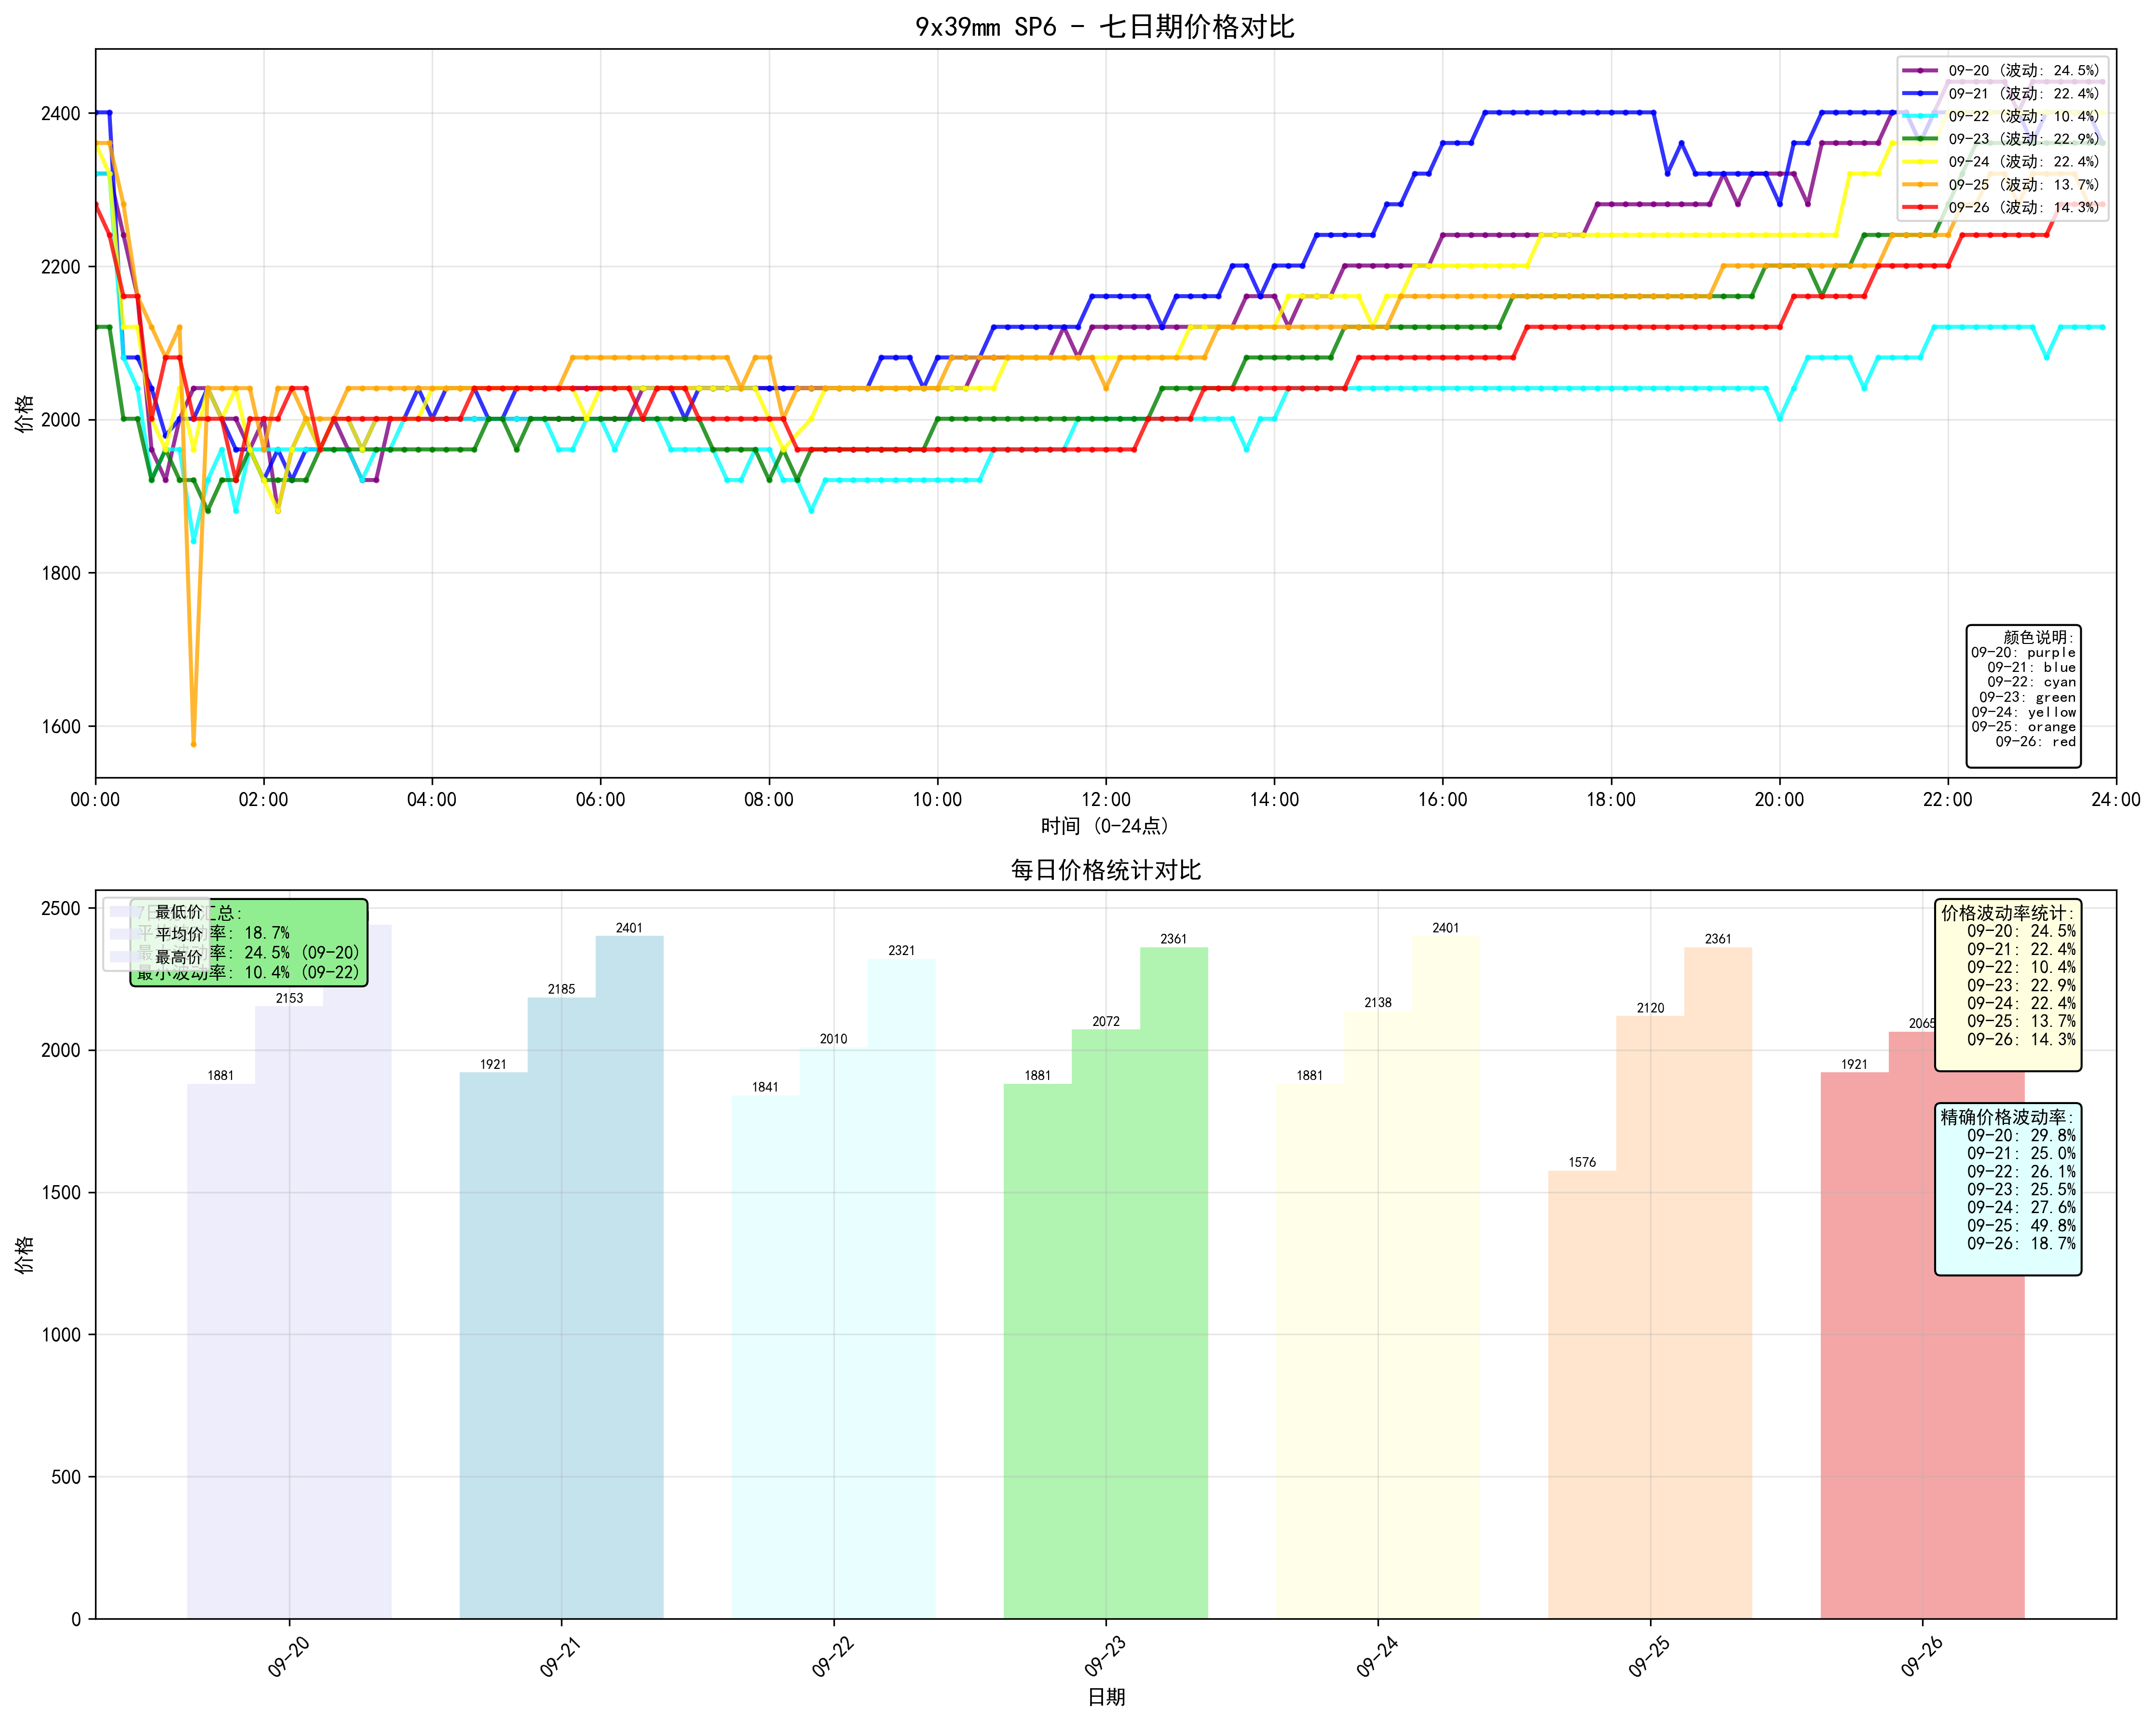 9x39mm SP6 - 七日期价格对比
09-20 (波动: 24.5%)
09-21 (波动: 22.4%)
09-22 (波动: 10.4%)
09-23 (波动: 22.9%)
09-24 (波动: 22.4%)
09-25 (波动: 13.7%)
09-26 (波动: 14.3%)
价格
2400
2200
2000
1800
1600
颜色说明:
09-20: purple
09-21: blue
09-22: cyan
09-23: green
09-24: yellow
09-25: orange
09-26: red
00:00 02:00 04:00 06:00 08:00 10:00 12:00 14:00 16:00 18:00 20:00 22:00 24:00
时间 (0-24点)
每日价格统计对比
价格
2500
2000
1500
1000
500
0
最低价
平均价
最高价
汇总:
率: 18.7%
24.5% (09-20)
最小波动率: 10.4% (09-22)
1881 2153
1921 2185 2401
1841 2010 2321
1881 2072 2361
1881 2138 2401
1576 2120 2361
1921 2065
价格波动率统计:
09-20: 24.5%
09-21: 22.4%
09-22: 10.4%
09-23: 22.9%
09-24: 22.4%
09-25: 13.7%
09-26: 14.3%
精确价格波动率:
09-20: 29.8%
09-21: 25.0%
09-22: 26.1%
09-23: 25.5%
09-24: 27.6%
09-25: 49.8%
09-26: 18.7%
09-20 09-21 09-22 09-23 09-24 09-25 09-26
日期